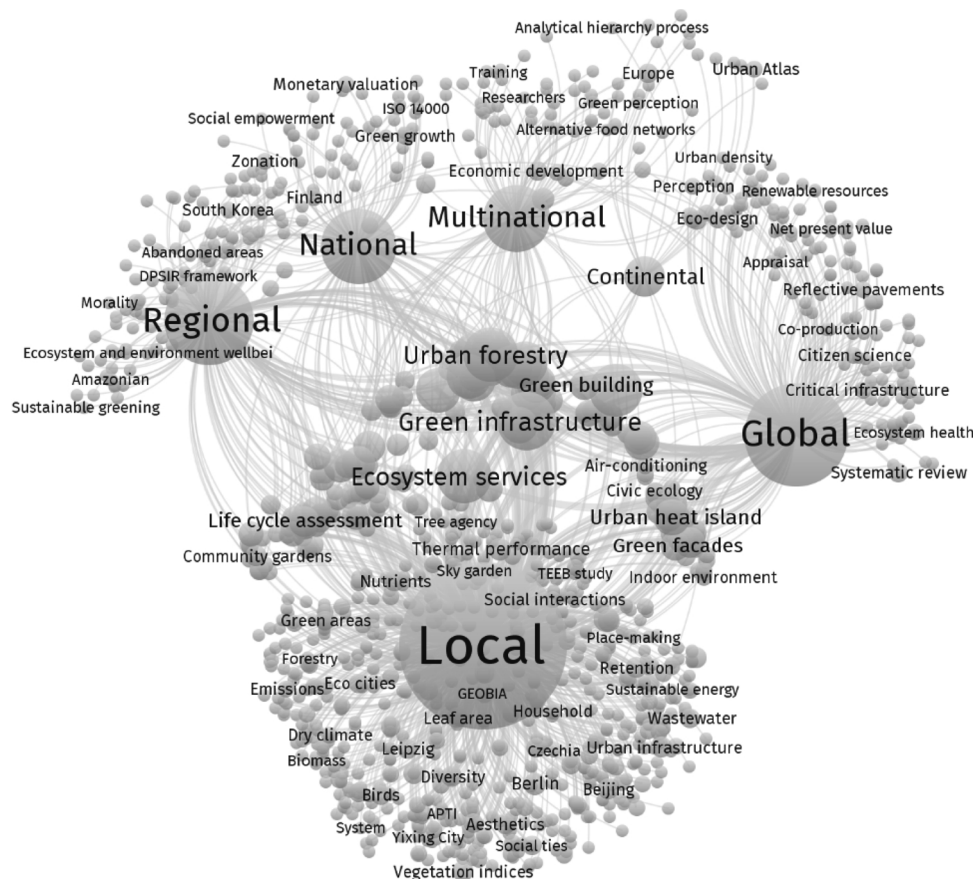 Analytical hierarchy process
Training
Europe
Urban Atlas
Monetary valuation
Researchers
ISO 14000
Green perception
Social empowerment
Green growth
Alternative food networks
Zonation
Economic development
Urban density
Finland
Perception
Renewable resources
South Korea
Multinational
Eco-design
Net present value
National
Abandoned areas
Appraisal
DPSIR framework
Continental
Reflective pavements
Morality
Regional
Co-production
Ecosystem and environment wellbei
Urban forestry
Citizen science
Amazonian
Green building
Critical infrastructure
Sustainable greening
Green infrastructure
Global
Ecosystem health
Air-conditioning
Systematic review
Ecosystem services
Civic ecology
Life cycle assessment
Tree agency
Urban heat island
Community gardens
Thermal performance
Green facades
Nutrients
Sky garden
TEEB study
Indoor environment
Social interactions
Green areas
Place-making
Local
Forestry
Retention
Emissions
Eco cities
GEOBIA
Sustainable energy
Leaf area
Household
Wastewater
Dry climate
Leipzig
Czechia
Urban infrastructure
Biomass
Diversity
Berlin
Beijing
Birds
APTI
System
Yixing City
Aesthetics
Social ties
Vegetation indices